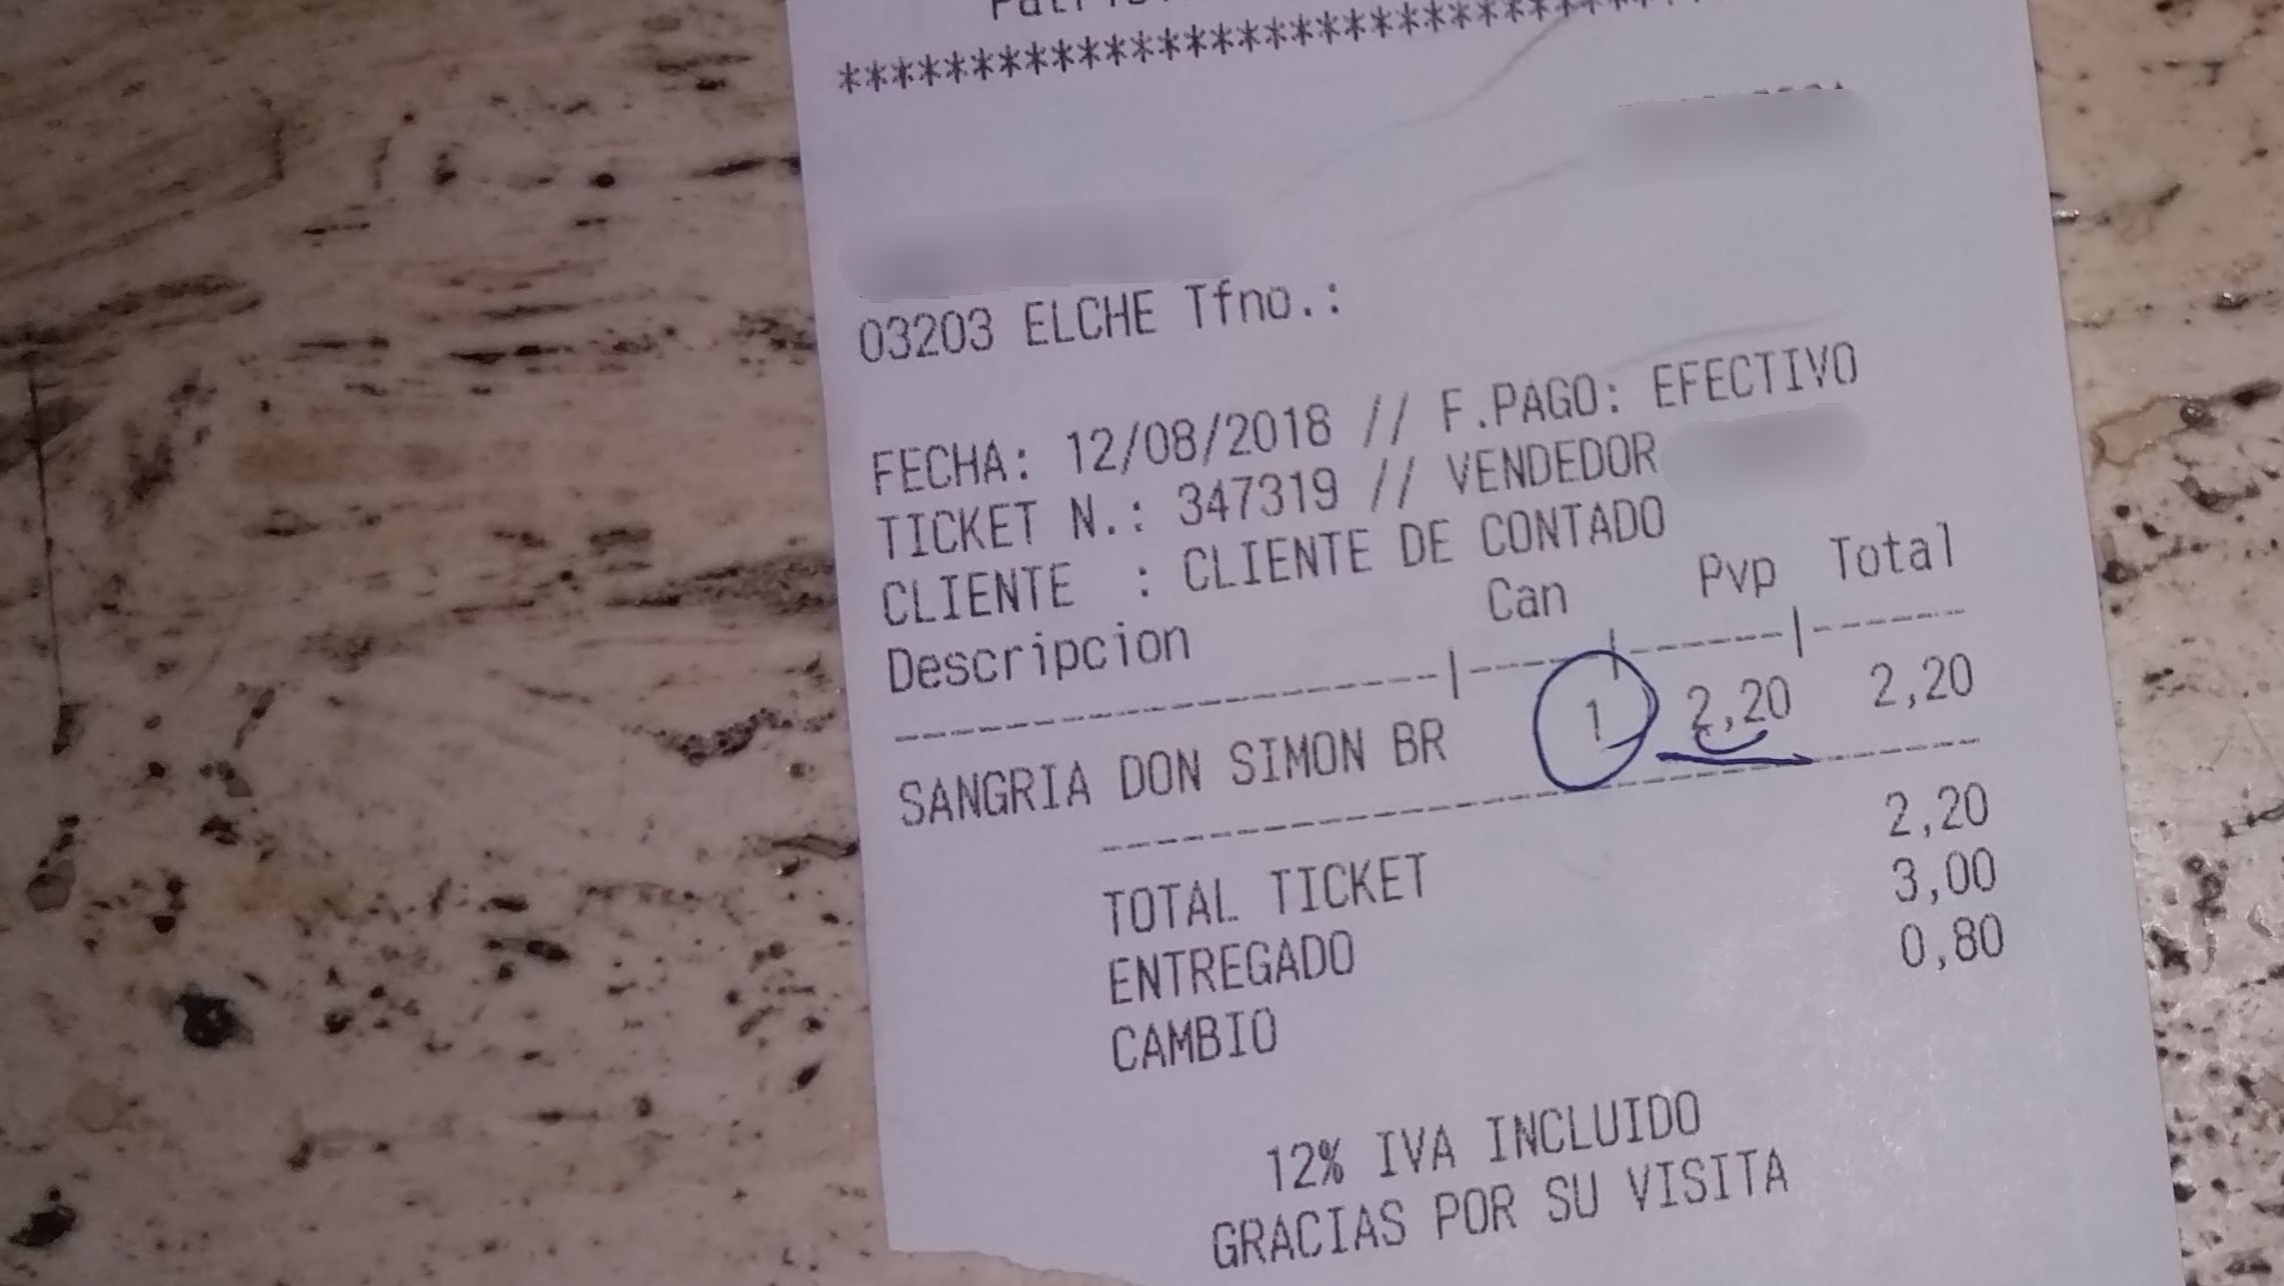 *********************************
03203 ELCHE Tfno.:
FECHA: 12/08/2018 // F.PAGO: EFECTIVO
TICKET N.: 347319 // VENDEDOR
CLIENTE : CLIENTE DE CONTADO
Descripcion Can Pvp Total
----------------------|------|------|------
SANGRIA DON SIMON BR 1 2,20 2,20
----------------------------------
TOTAL TICKET 2,20
ENTREGADO 3,00
CAMBIO 0,80
12% IVA INCLUIDO
GRACIAS POR SU VISITA